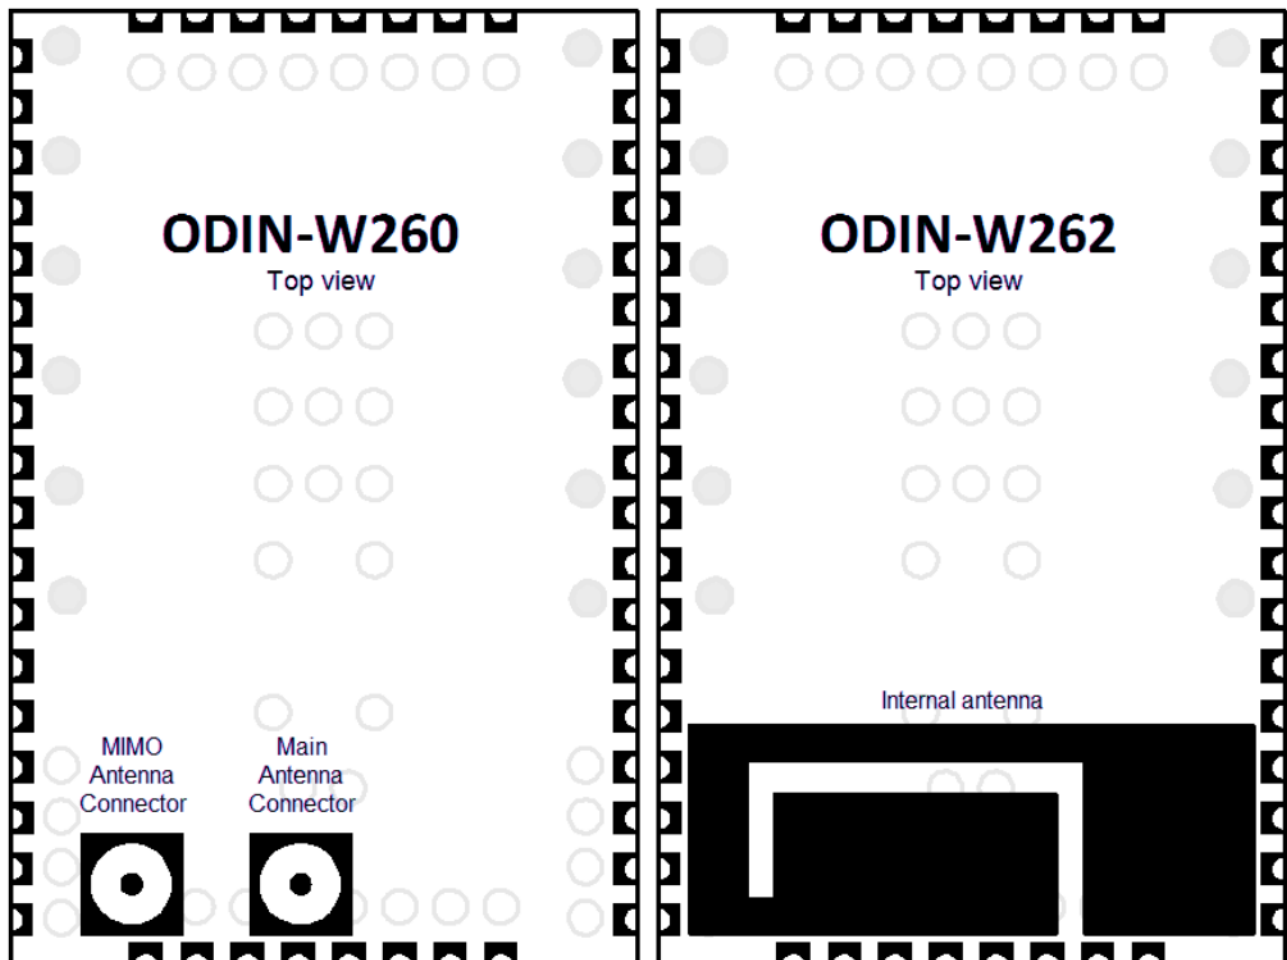 ODIN-W260
Top view
MIMO
Antenna
Connector
Main
Antenna
Connector
ODIN-W262
Top view
Internal antenna